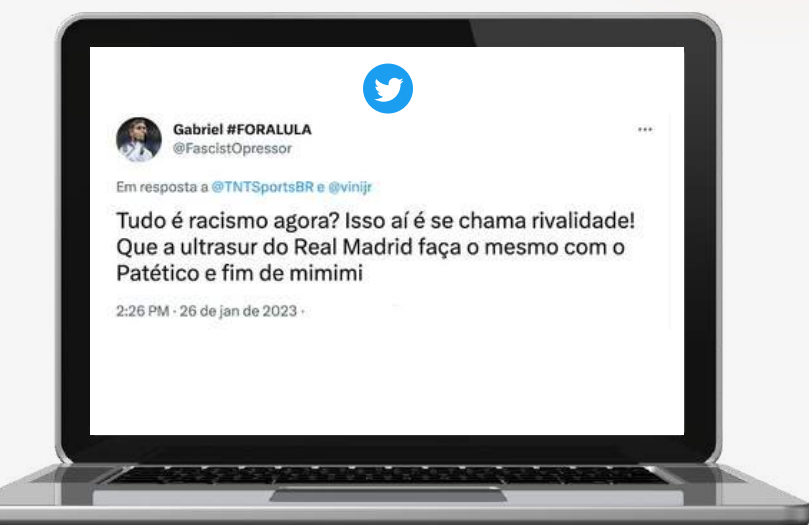 Gabriel #FORALULA
@FascistOpressor
...
Em resposta a @TNTSportsBR e @vinijr
Tudo é racismo agora? Isso aí é se chama rivalidade!
Que a ultrasur do Real Madrid faça o mesmo com o
Patético e fim de mimimi
2:26 PM · 26 de jan de 2023 ·